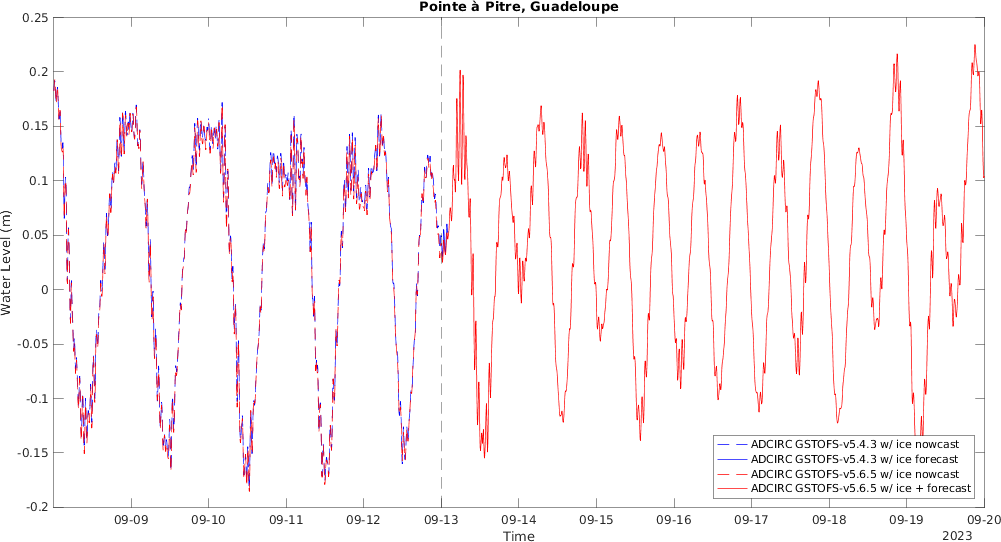 Pointe à Pitre, Guadeloupe
Water Level (m)
0.25
0.2
0.15
0.1
0.05
0
-0.05
-0.1
-0.15
-0.2
ADCIRC GSTOFS-v5.4.3 w/ ice nowcast
ADCIRC GSTOFS-v5.4.3 w/ ice forecast
ADCIRC GSTOFS-v5.6.5 w/ ice nowcast
ADCIRC GSTOFS-v5.6.5 w/ ice + forecast
09-09 09-10 09-11 09-12 09-13 09-14 09-15 09-16 09-17 09-18 09-19 09-20
Time
2023